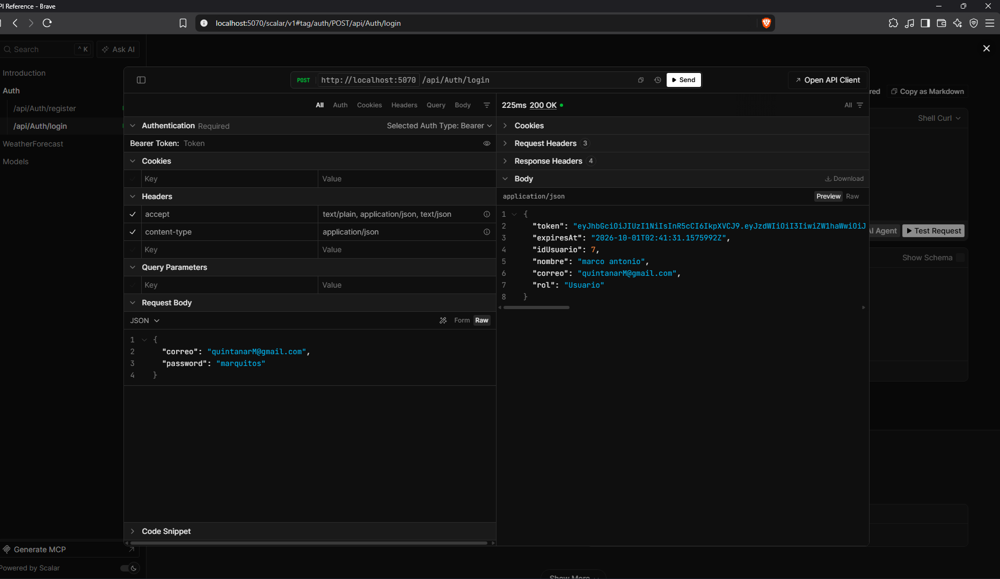 PI Reference - Brave
localhost:5070/scalar/v1#tag/auth/POST/api/Auth/login
Search
^ K
Ask AI
Introduction
Auth
/api/Auth/register
/api/Auth/login
WeatherForecast
Models
POST
http://localhost:5070
/api/Auth/login
Send
Open API Client
red
Copy as Markdown
Shell Curl
AI Agent
Test Request
Show Schema
All Auth Cookies Headers Query Body
Authentication Required
Selected Auth Type: Bearer
Bearer Token: Token
Cookies
Key Value
Headers
accept text/plain, application/json, text/json
content-type application/json
Key Value
Query Parameters
Key Value
Request Body
JSON
Form Raw
1 {
2 "correo": "quintanarM@gmail.com",
3 "password": "marquitos"
4 }
Code Snippet
225ms 200 OK
All
Cookies
Request Headers 3
Response Headers 4
Body
Download
application/json
Preview Raw
1 {
2 "token": "eyJhbGciOiJIUzI1NiIsInR5cCI6IkpXVCJ9.eyJzdWIiOiI3IiwiZW1haWwiOiJ
3 "expiresAt": "2026-10-01T02:41:31.1575992Z",
4 "idUsuario": 7,
5 "nombre": "marco antonio",
6 "correo": "quintanarM@gmail.com",
7 "rol": "Usuario"
8 }
Generate MCP
Powered by Scalar
Show More